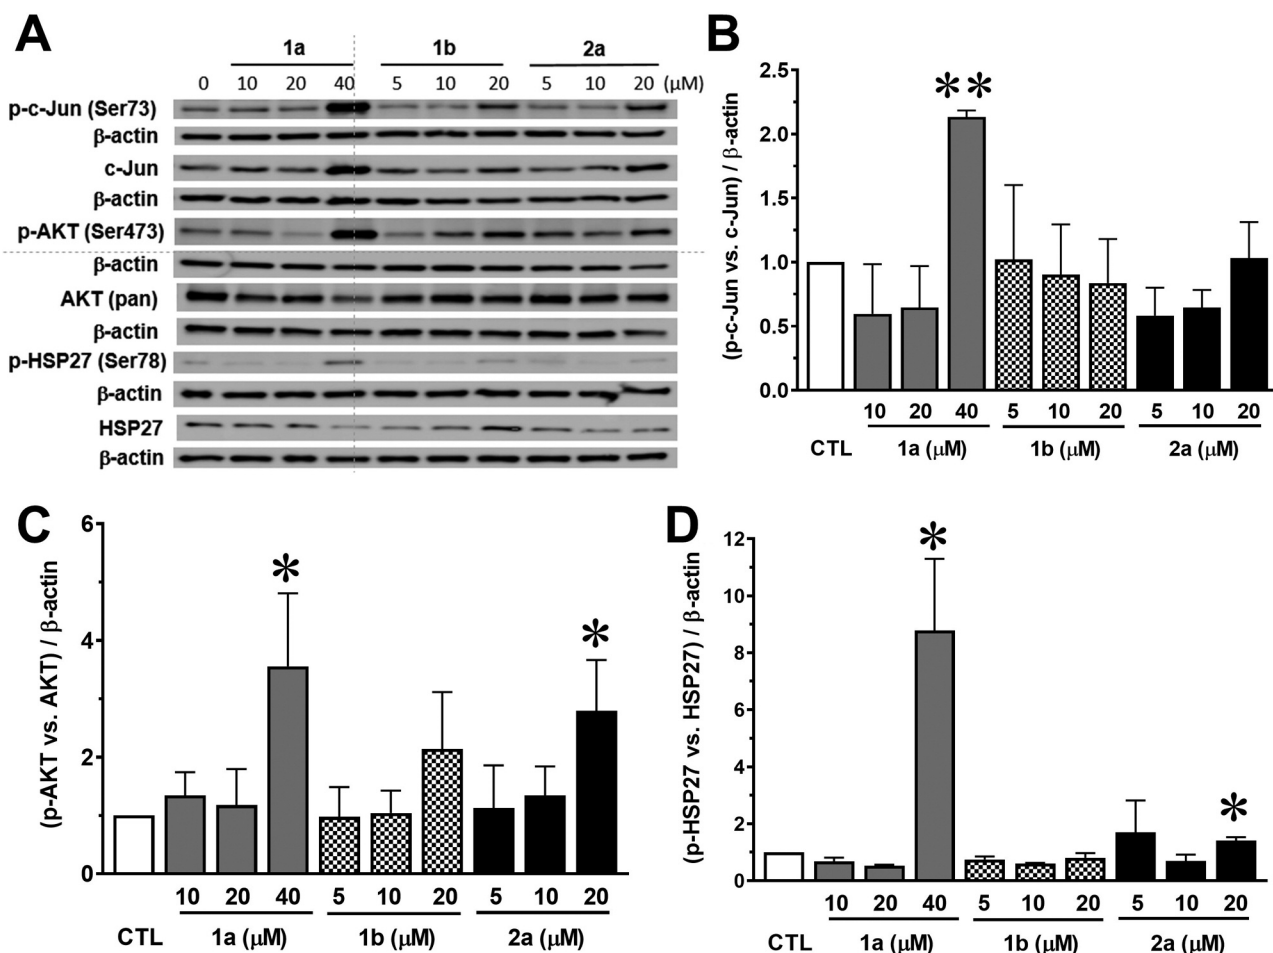 A
1a 1b 2a
0 10 20 40 5 10 20 5 10 20 (μM)
p-c-Jun (Ser73)
β-actin
c-Jun
β-actin
p-AKT (Ser473)
β-actin
AKT (pan)
β-actin
p-HSP27 (Ser78)
β-actin
HSP27
β-actin
B
(p-c-Jun vs. c-Jun) / β-actin
2.5
2.0
1.5
1.0
0.5
0.0
**
10 20 40 5 10 20 5 10 20
CTL 1a (μM) 1b (μM) 2a (μM)
C
(p-AKT vs. AKT) / β-actin
6
4
2
0
*
*
10 20 40 5 10 20 5 10 20
CTL 1a (μM) 1b (μM) 2a (μM)
D
(p-HSP27 vs. HSP27) / β-actin
12
10
8
6
4
2
0
*
*
10 20 40 5 10 20 5 10 20
CTL 1a (μM) 1b (μM) 2a (μM)